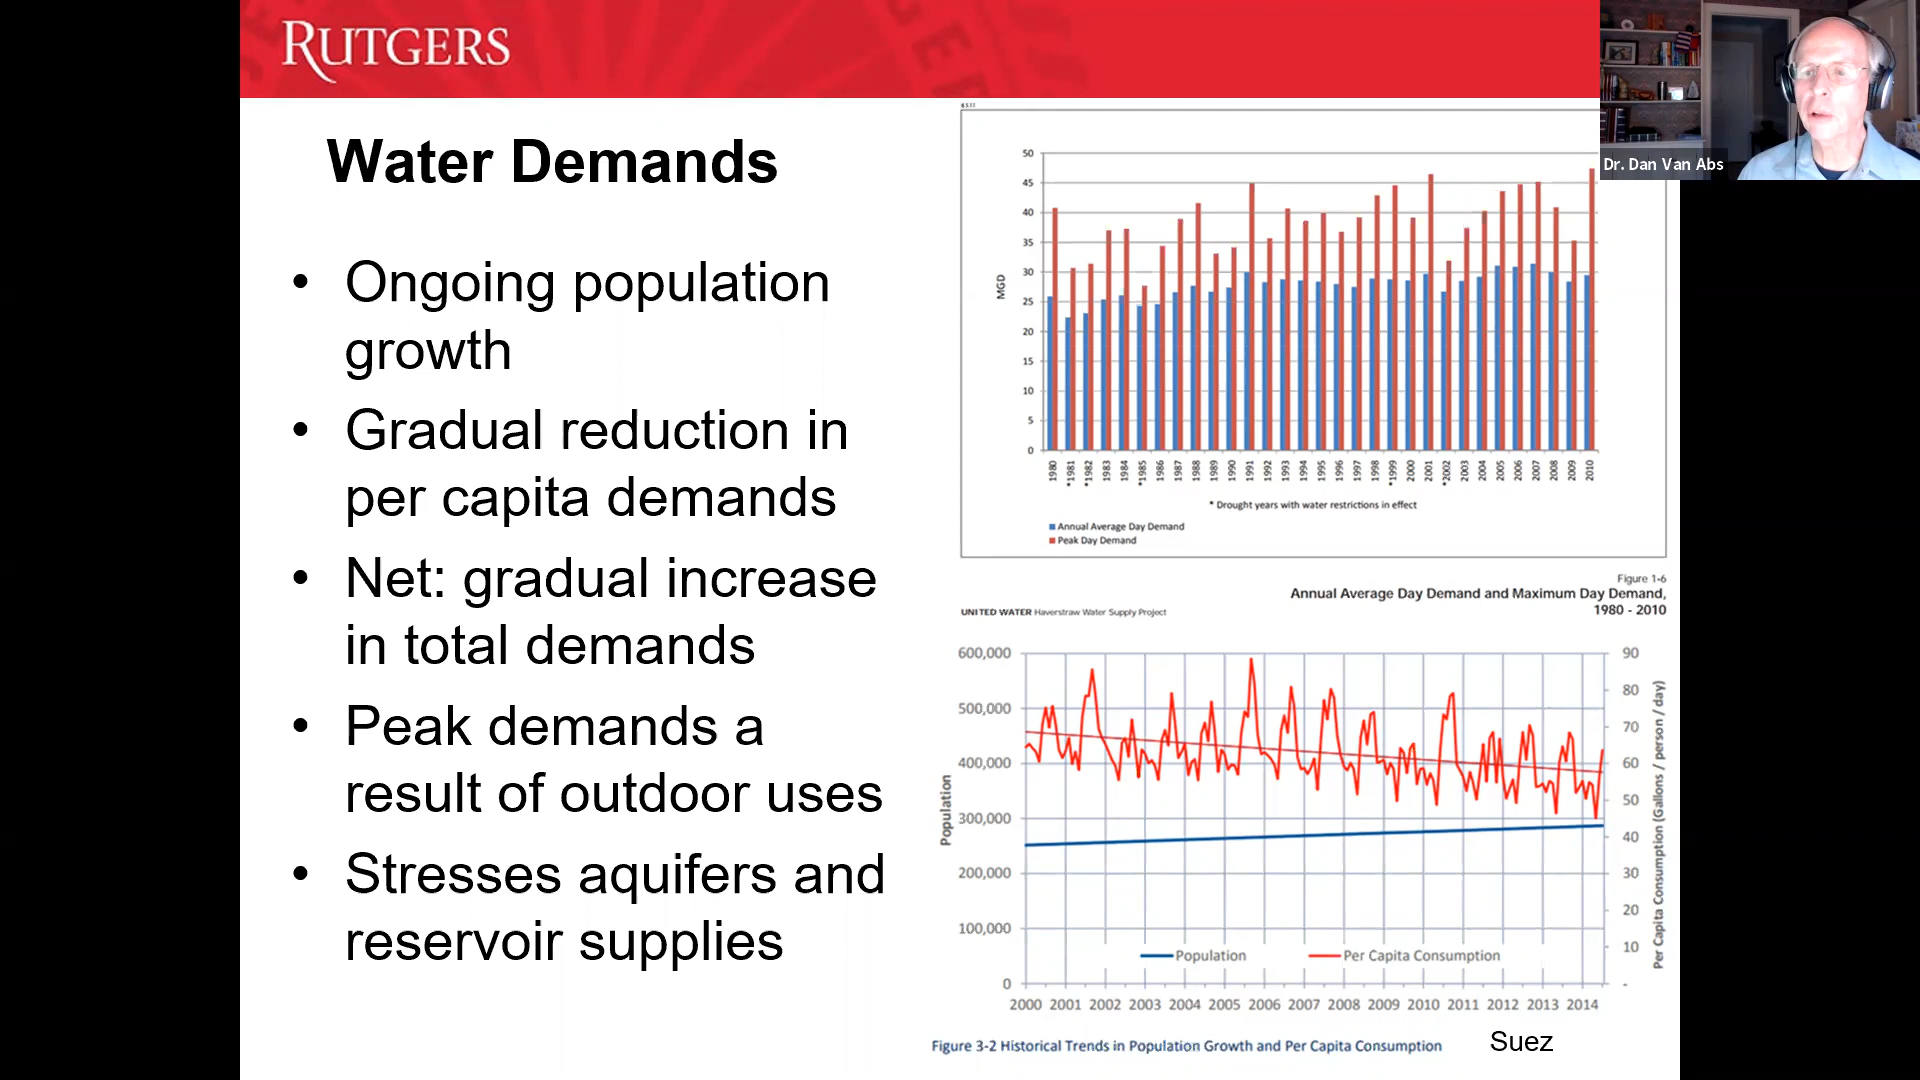 RUTGERS
Dr. Dan Van Abs
Water Demands
• Ongoing population
growth
• Gradual reduction in
per capita demands
• Net: gradual increase
in total demands
• Peak demands a
result of outdoor uses
• Stresses aquifers and
reservoir supplies
50
45
40
35
30
25
20
15
10
5
0
MGD
1980 *1981 *1982 1983 1984 *1985 1986 1987 1988 1989 1990 1991 1992 1993 1994 1995 1996 1997 1998 *1999 2000 2001 *2002 2003 2004 2005 2006 2007 2008 2009 2010
* Drought years with water restrictions in effect
Annual Average Day Demand
Peak Day Demand
Figure 1-6
Annual Average Day Demand and Maximum Day Demand,
1980 - 2010
UNITED WATER Haverstraw Water Supply Project
600,000
500,000
400,000
300,000
200,000
100,000
0
Population
90
80
70
60
50
40
30
20
10
-
Per Capita Consumption (Gallons / person / day)
Population Per Capita Consumption
2000 2001 2002 2003 2004 2005 2006 2007 2008 2009 2010 2011 2012 2013 2014
Figure 3-2 Historical Trends in Population Growth and Per Capita Consumption
Suez